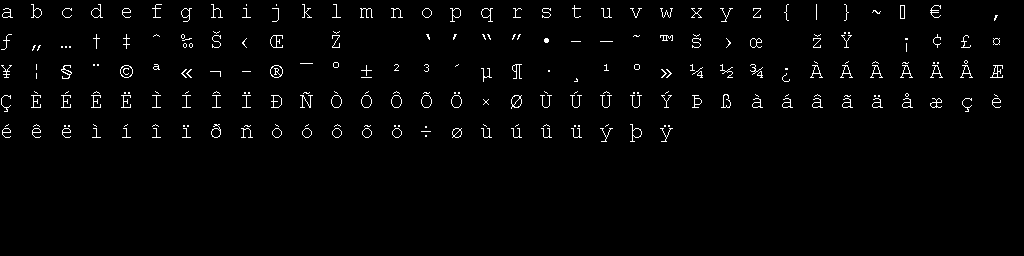 a b c d e f g h i j k l m n o p q r s t u v w x y z { | } ~ ▯ € ‚
ƒ „ … † ‡ ˆ ‰ Š ‹ Œ Ž ‘ ’ “ ” • – — ˜ ™ š › œ ž Ÿ ¡ ¢ £ ¤
¥ ¦ § ¨ © ª « ¬ - ® ¯ ° ± ² ³ ´ µ ¶ · ¸ ¹ º » ¼ ½ ¾ ¿ À Á Â Ã Ä Å Æ
Ç È É Ê Ë Ì Í Î Ï Ð Ñ Ò Ó Ô Õ Ö × Ø Ù Ú Û Ü Ý Þ ß à á â ã ä å æ ç è
é ê ë ì í î ï ð ñ ò ó ô õ ö ÷ ø ù ú û ü ý þ ÿ